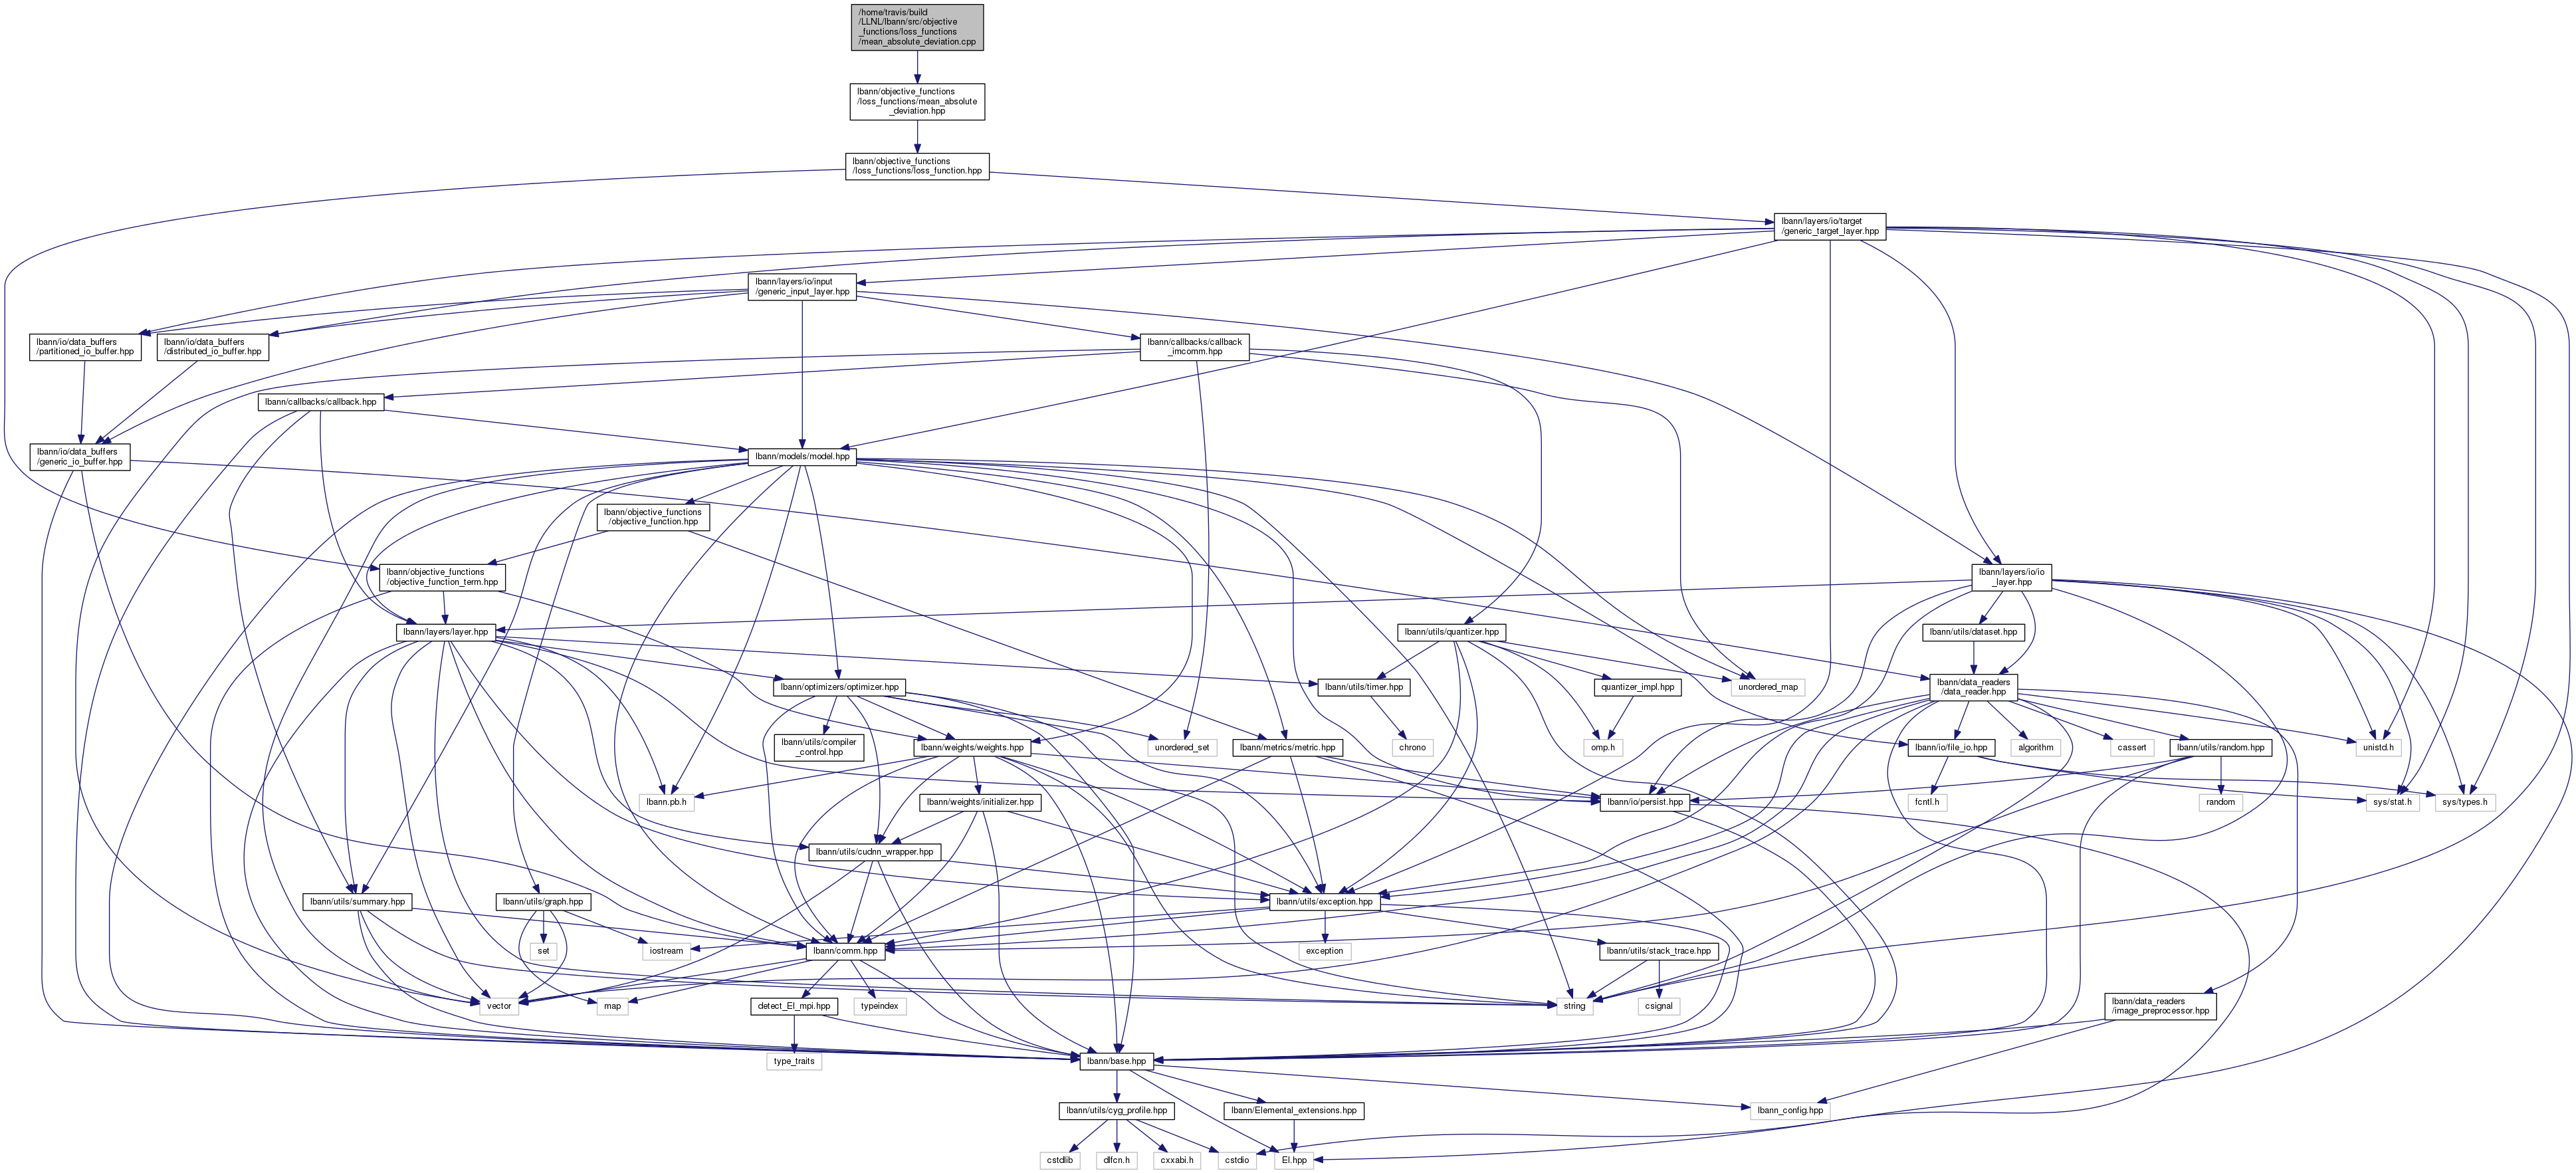 /home/travis/build
/LLNL/lbann/src/objective
_functions/loss_functions
/mean_absolute_deviation.cpp
lbann/objective_functions
/loss_functions/mean_absolute
_deviation.hpp
lbann/objective_functions
/loss_functions/loss_function.hpp
lbann/layers/io/target
/generic_target_layer.hpp
lbann/layers/io/input
/generic_input_layer.hpp
lbann/io/data_buffers
/partitioned_io_buffer.hpp
lbann/io/data_buffers
/distributed_io_buffer.hpp
lbann/callbacks/callback
_imcomm.hpp
lbann/callbacks/callback.hpp
lbann/io/data_buffers
/generic_io_buffer.hpp
lbann/models/model.hpp
lbann/objective_functions
/objective_function.hpp
lbann/objective_functions
/objective_function_term.hpp
lbann/layers/io/io
_layer.hpp
lbann/layers/layer.hpp
lbann/utils/quantizer.hpp
lbann/utils/dataset.hpp
lbann/optimizers/optimizer.hpp
lbann/utils/timer.hpp
quantizer_impl.hpp
unordered_map
lbann/data_readers
/data_reader.hpp
lbann/utils/compiler
_control.hpp
lbann/weights/weights.hpp
unordered_set
lbann/metrics/metric.hpp
chrono
omp.h
lbann/io/file_io.hpp
algorithm
cassert
lbann/utils/random.hpp
unistd.h
lbann.pb.h
lbann/weights/initializer.hpp
lbann/io/persist.hpp
fcntl.h
random
sys/stat.h
sys/types.h
lbann/utils/cudnn_wrapper.hpp
lbann/utils/summary.hpp
lbann/utils/graph.hpp
lbann/utils/exception.hpp
set
iostream
lbann/comm.hpp
exception
lbann/utils/stack_trace.hpp
vector
map
detect_El_mpi.hpp
typeindex
string
csignal
lbann/data_readers
/image_preprocessor.hpp
type_traits
lbann/base.hpp
lbann/utils/cyg_profile.hpp
lbann/Elemental_extensions.hpp
lbann_config.hpp
cstdlib
dlfcn.h
cxxabi.h
cstdio
El.hpp